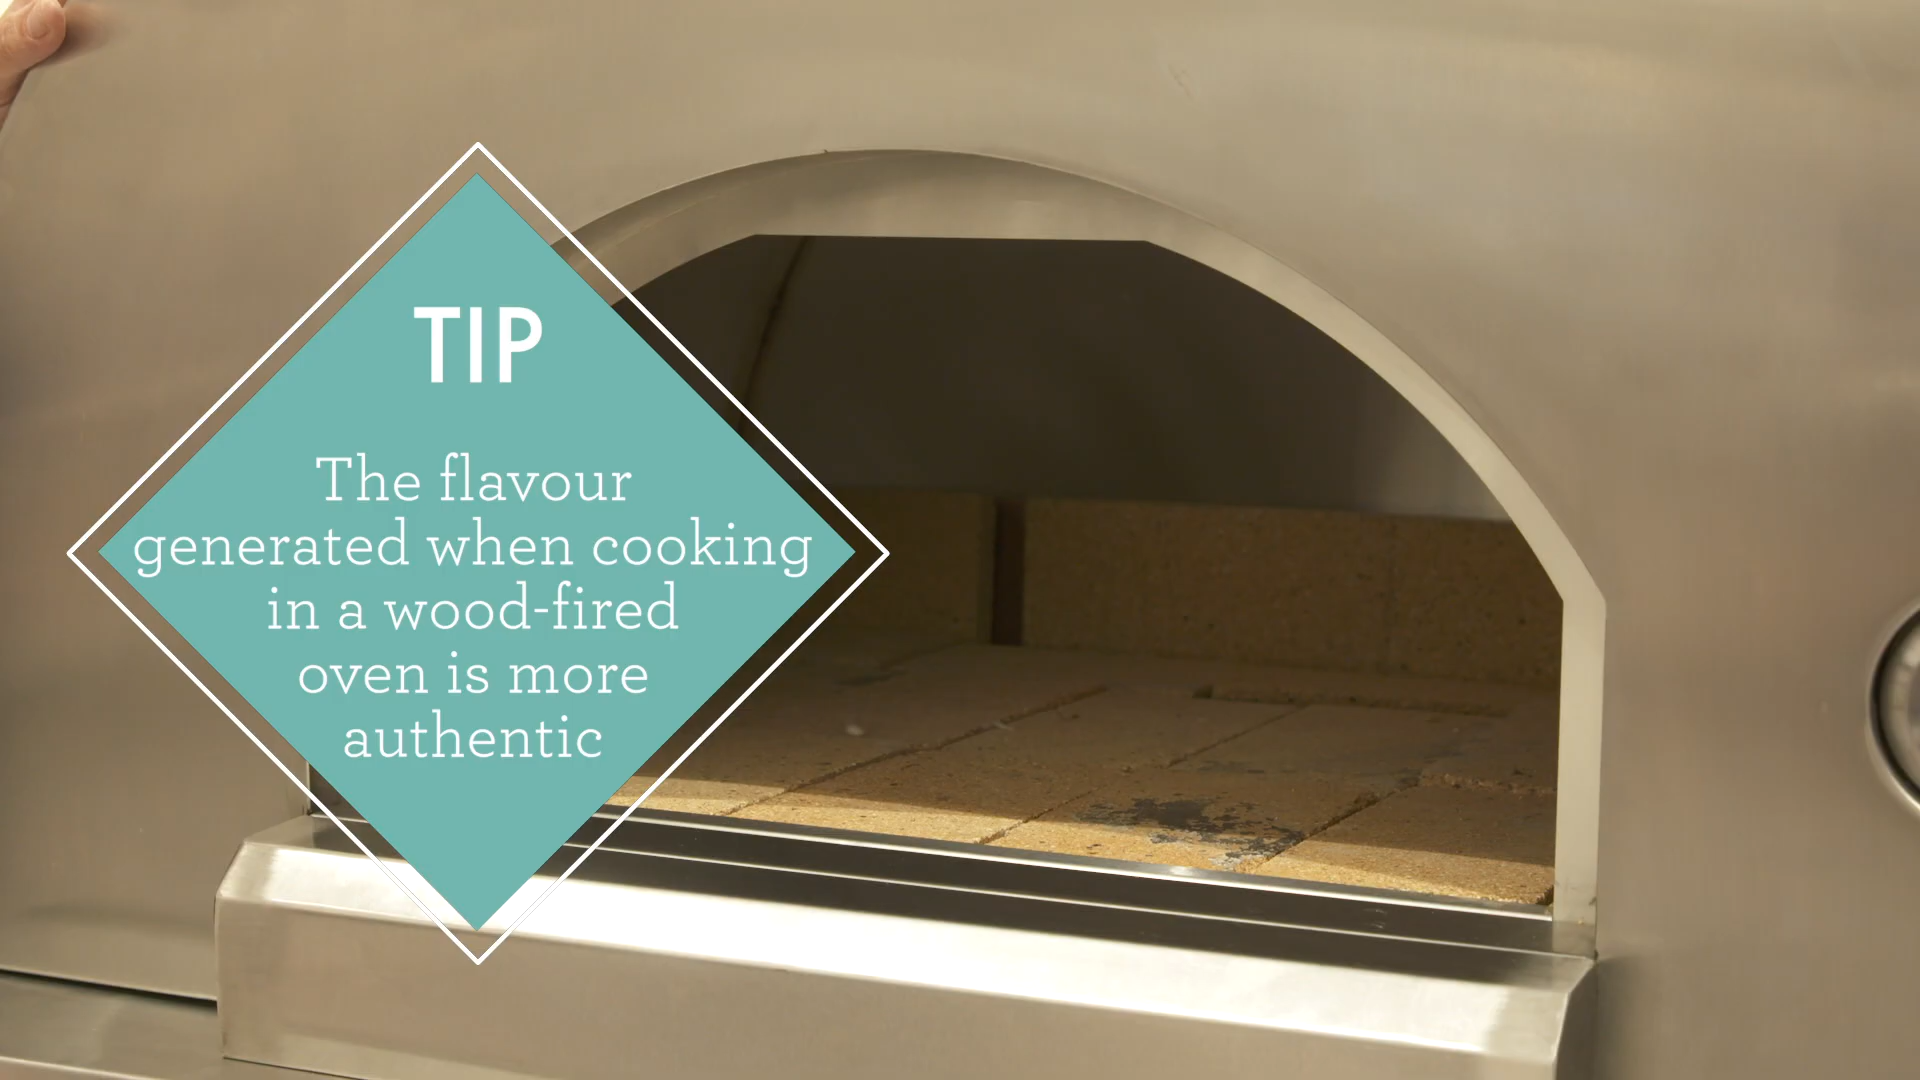 TIP
The flavour
generated when cooking
in a wood-fired
oven is more
authentic